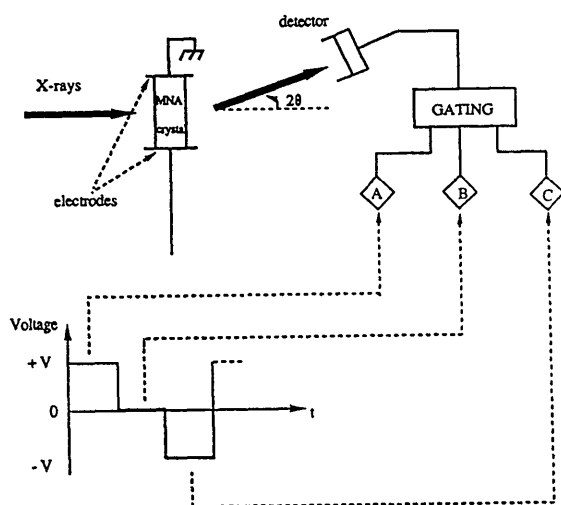 detector
X-rays
MNA
crystal
2θ
GATING
electrodes
A
B
C
Voltage
+ V
0
t
- V